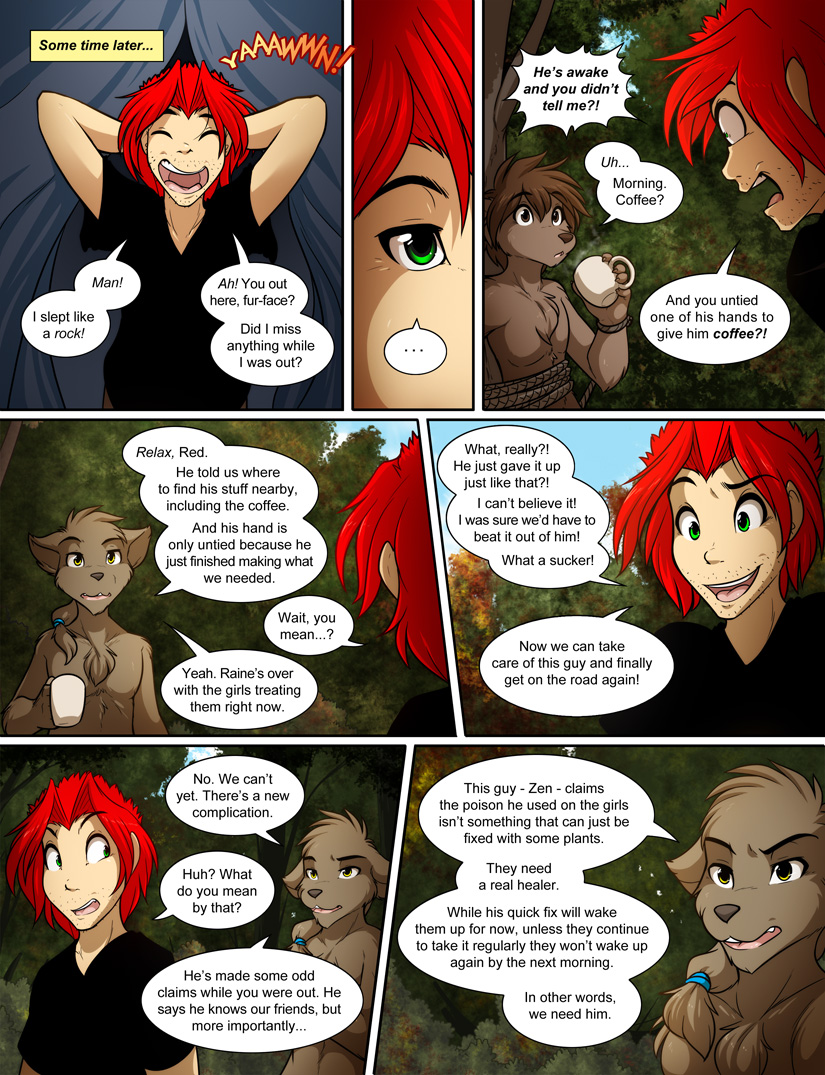 Some time later...
YAAAWWN!!
Man!
I slept like
a rock!
Ah! You out
here, fur-face?
Did I miss
anything while
I was out?
...
He's awake
and you didn't
tell me?!
Uh...
Morning.
Coffee?
And you untied
one of his hands to
give him coffee?!
Relax, Red.
He told us where
to find his stuff nearby,
including the coffee.
And his hand is
only untied because he
just finished making what
we needed.
Wait, you
mean...?
Yeah. Raine's over
with the girls treating
them right now.
What, really?!
He just gave it up
just like that?!
I can't believe it!
I was sure we'd have to
beat it out of him!
What a sucker!
Now we can take
care of this guy and finally
get on the road again!
No. We can't
yet. There's a new
complication.
Huh? What
do you mean
by that?
He's made some odd
claims while you were out. He
says he knows our friends, but
more importantly...
This guy - Zen - claims
the poison he used on the girls
isn't something that can just be
fixed with some plants.
They need
a real healer.
While his quick fix will wake
them up for now, unless they continue
to take it regularly they won't wake up
again by the next morning.
In other words,
we need him.